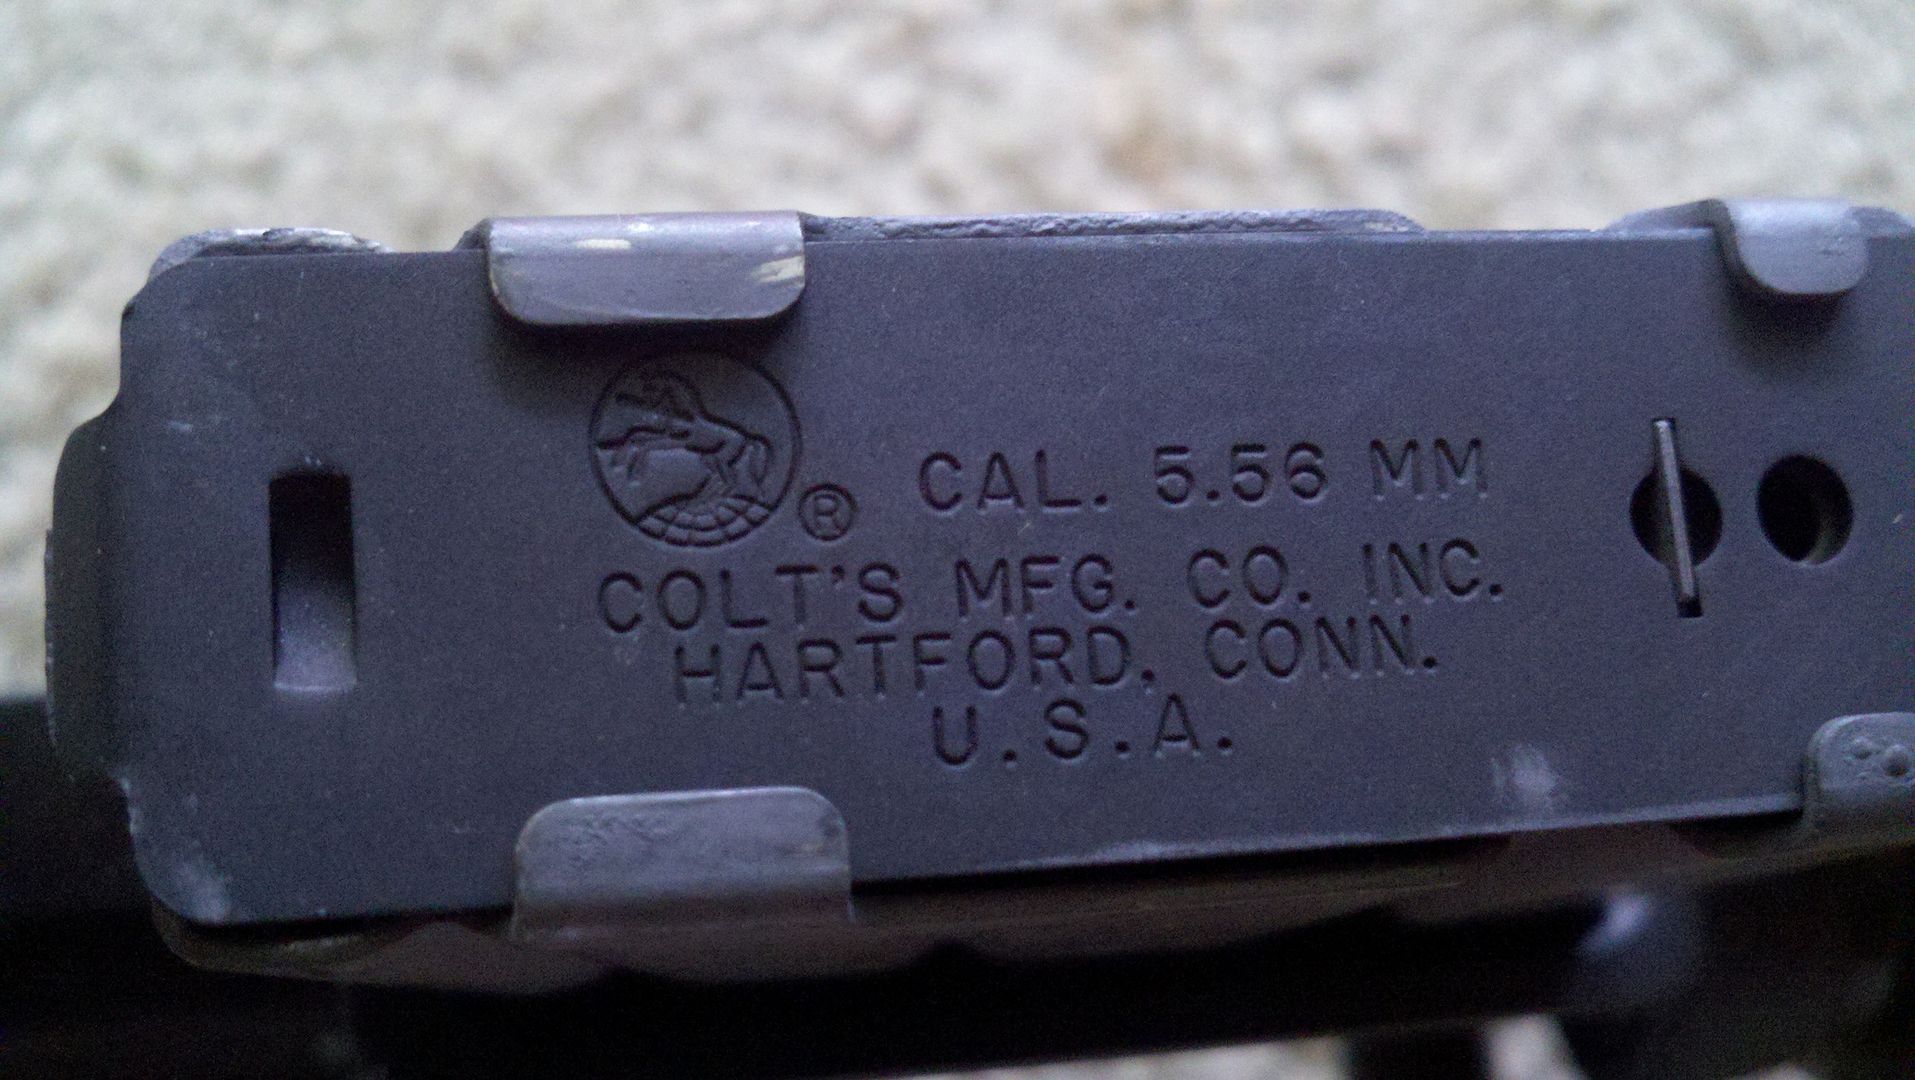 ® CAL. 5.56 MM
COLT'S MFG. CO. INC.
HARTFORD, CONN.
U.S.A.